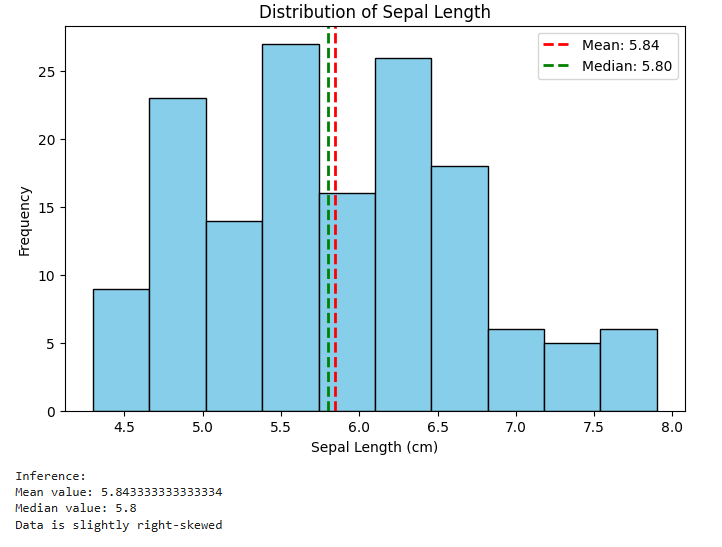 Distribution of Sepal Length
Mean: 5.84
Median: 5.80
25
20
15
10
5
0
Frequency
4.5 5.0 5.5 6.0 6.5 7.0 7.5 8.0
Sepal Length (cm)
Inference:
Mean value: 5.843333333333334
Median value: 5.8
Data is slightly right-skewed